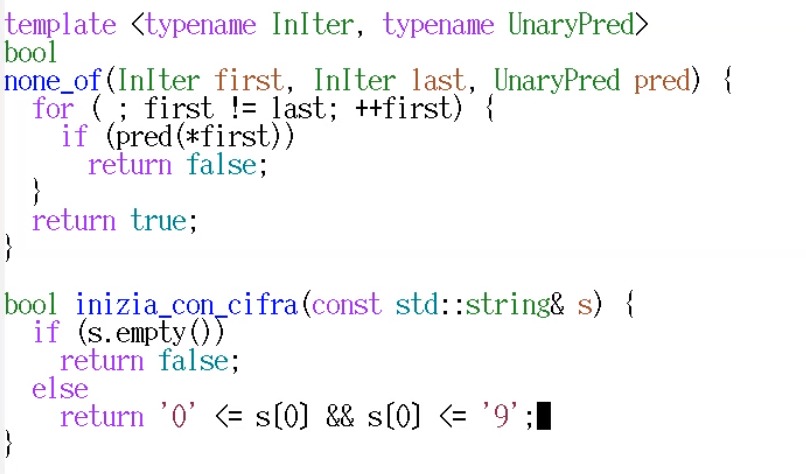 template <typename InIter, typename UnaryPred>
bool
none_of(InIter first, InIter last, UnaryPred pred) {
  for ( ; first != last; ++first) {
    if (pred(*first))
      return false;
  }
  return true;
}

bool inizia_con_cifra(const std::string& s) {
  if (s.empty())
    return false;
  else
    return '0' <= s[0] && s[0] <= '9';
}